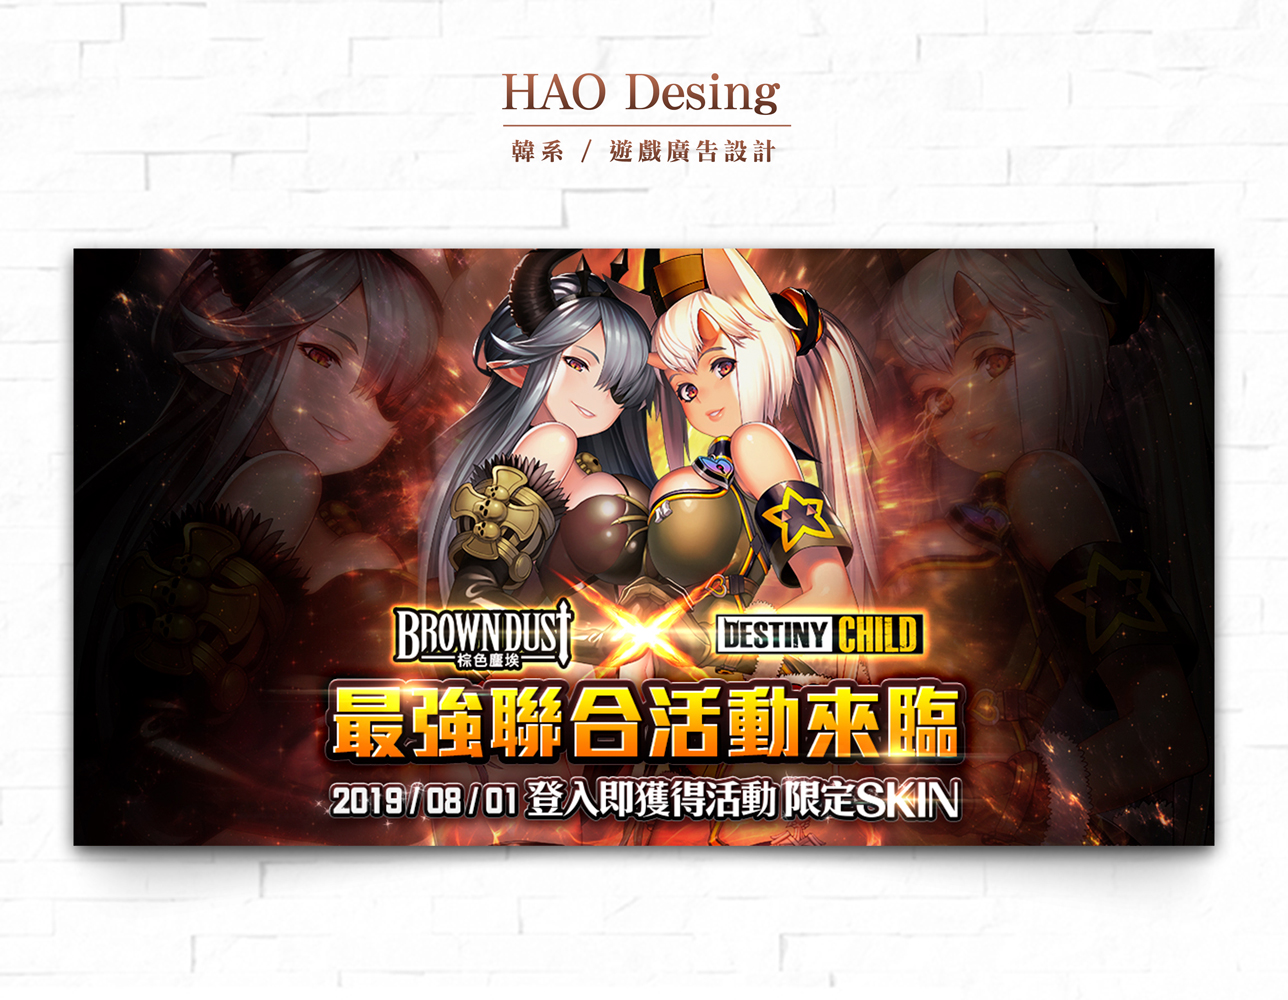 HAO Desing
韓系 / 遊戲廣告設計
BROWNDUST
棕色塵埃
DESTINY CHILD
最強聯合活動來臨
2019/08/01 登入即獲得活動 限定SKIN